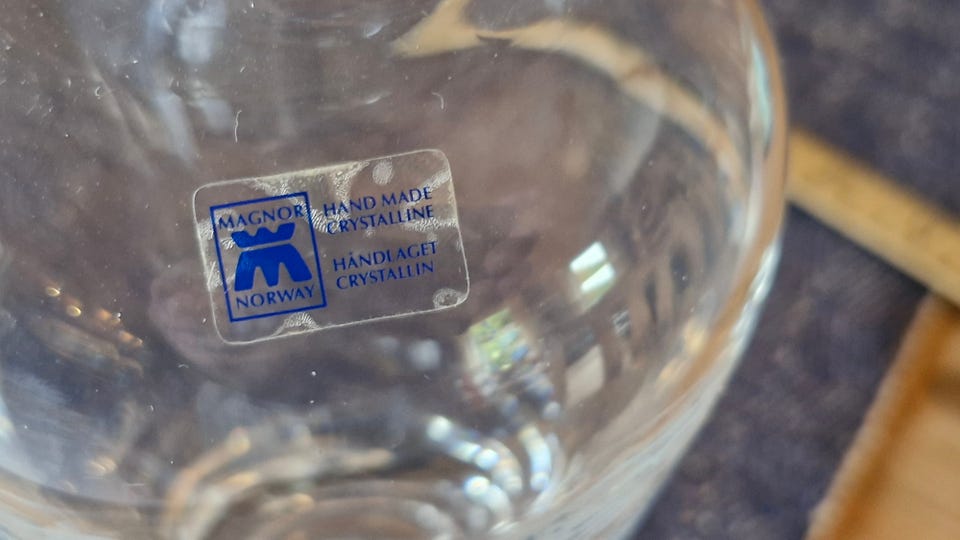 MAGNOR
NORWAY
HAND MADE
CRYSTALLINE
HÅNDLAGET
CRYSTALLIN